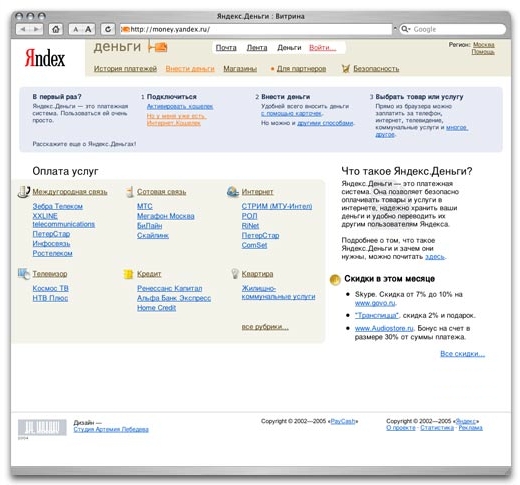 Яндекс.Деньги : Витрина
http://money.yandex.ru/
Google
Яndex
деньги
Почта Лента Деньги Войти...
Регион: Москва
Помощь
История платежей Внести деньги Магазины • Для партнеров Безопасность
В первый раз?
Яндекс.Деньги — это платежная
система. Пользоваться ей очень
просто.
Расскажите еще о Яндекс.Деньгах!
1 Подключиться
Активировать кошелек
Но у меня уже есть
Интернет.Кошелек
2 Внести деньги
Удобней всего вносить деньги
с помощью карточек.
Но можно и другими способами.
3 Выбрать товар или услугу
Прямо из браузера можно
заплатить за телефон,
интернет, телевидение,
коммунальные услуги и многое
другое.
Оплата услуг
Междугородная связь
Зебра Телеком
XXLINE
telecommunications
ПетерСтар
Инфосвязь
Ростелеком
Сотовая связь
МТС
Мегафон Москва
БиЛайн
Скайлинк
Интернет
СТРИМ (МТУ-Интел)
РОЛ
RiNet
ПетерСтар
ComSet
Телевизор
Космос ТВ
НТВ Плюс
Кредит
Ренессанс Капитал
Альфа Банк Экспресс
Home Credit
Квартира
Жилищно-
коммунальные услуги
все рубрики...
Что такое Яндекс.Деньги?
Яндекс.Деньги — это платежная
система. Она позволяет безопасно
оплачивать товары и услуги в
интернете, надежно хранить ваши
деньги и удобно переводить их
другим пользователям Яндекса.
Подробнее о том, что такое
Яндекс.Деньги и зачем они
нужны, можно почитать здесь.
Скидки в этом месяце
• Skype. Скидка от 7% до 10% на
www.govo.ru.
• "Транспицца", скидка 2% и подарок.
• www.Audiostore.ru. Бонус на счет в
размере 30% от суммы платежа.
Все скидки...
Дизайн —
Студия Артемия Лебедева
Copyright © 2002—2005 «PayCash»
Copyright © 2002—2005 «Яндекс»
О проекте · Статистика · Реклама